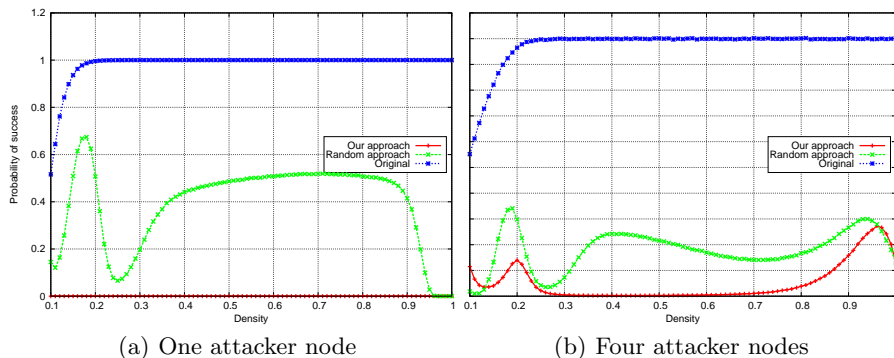 1.2
1
0.8
0.6
0.4
0.2
0
Probability of success
0.1 0.2 0.3 0.4 0.5 0.6 0.7 0.8 0.9 1
Density
Our approach
Random approach
Original
(a) One attacker node
0.1 0.2 0.3 0.4 0.5 0.6 0.7 0.8 0.9
Density
Our approach
Random approach
Original
(b) Four attacker nodes